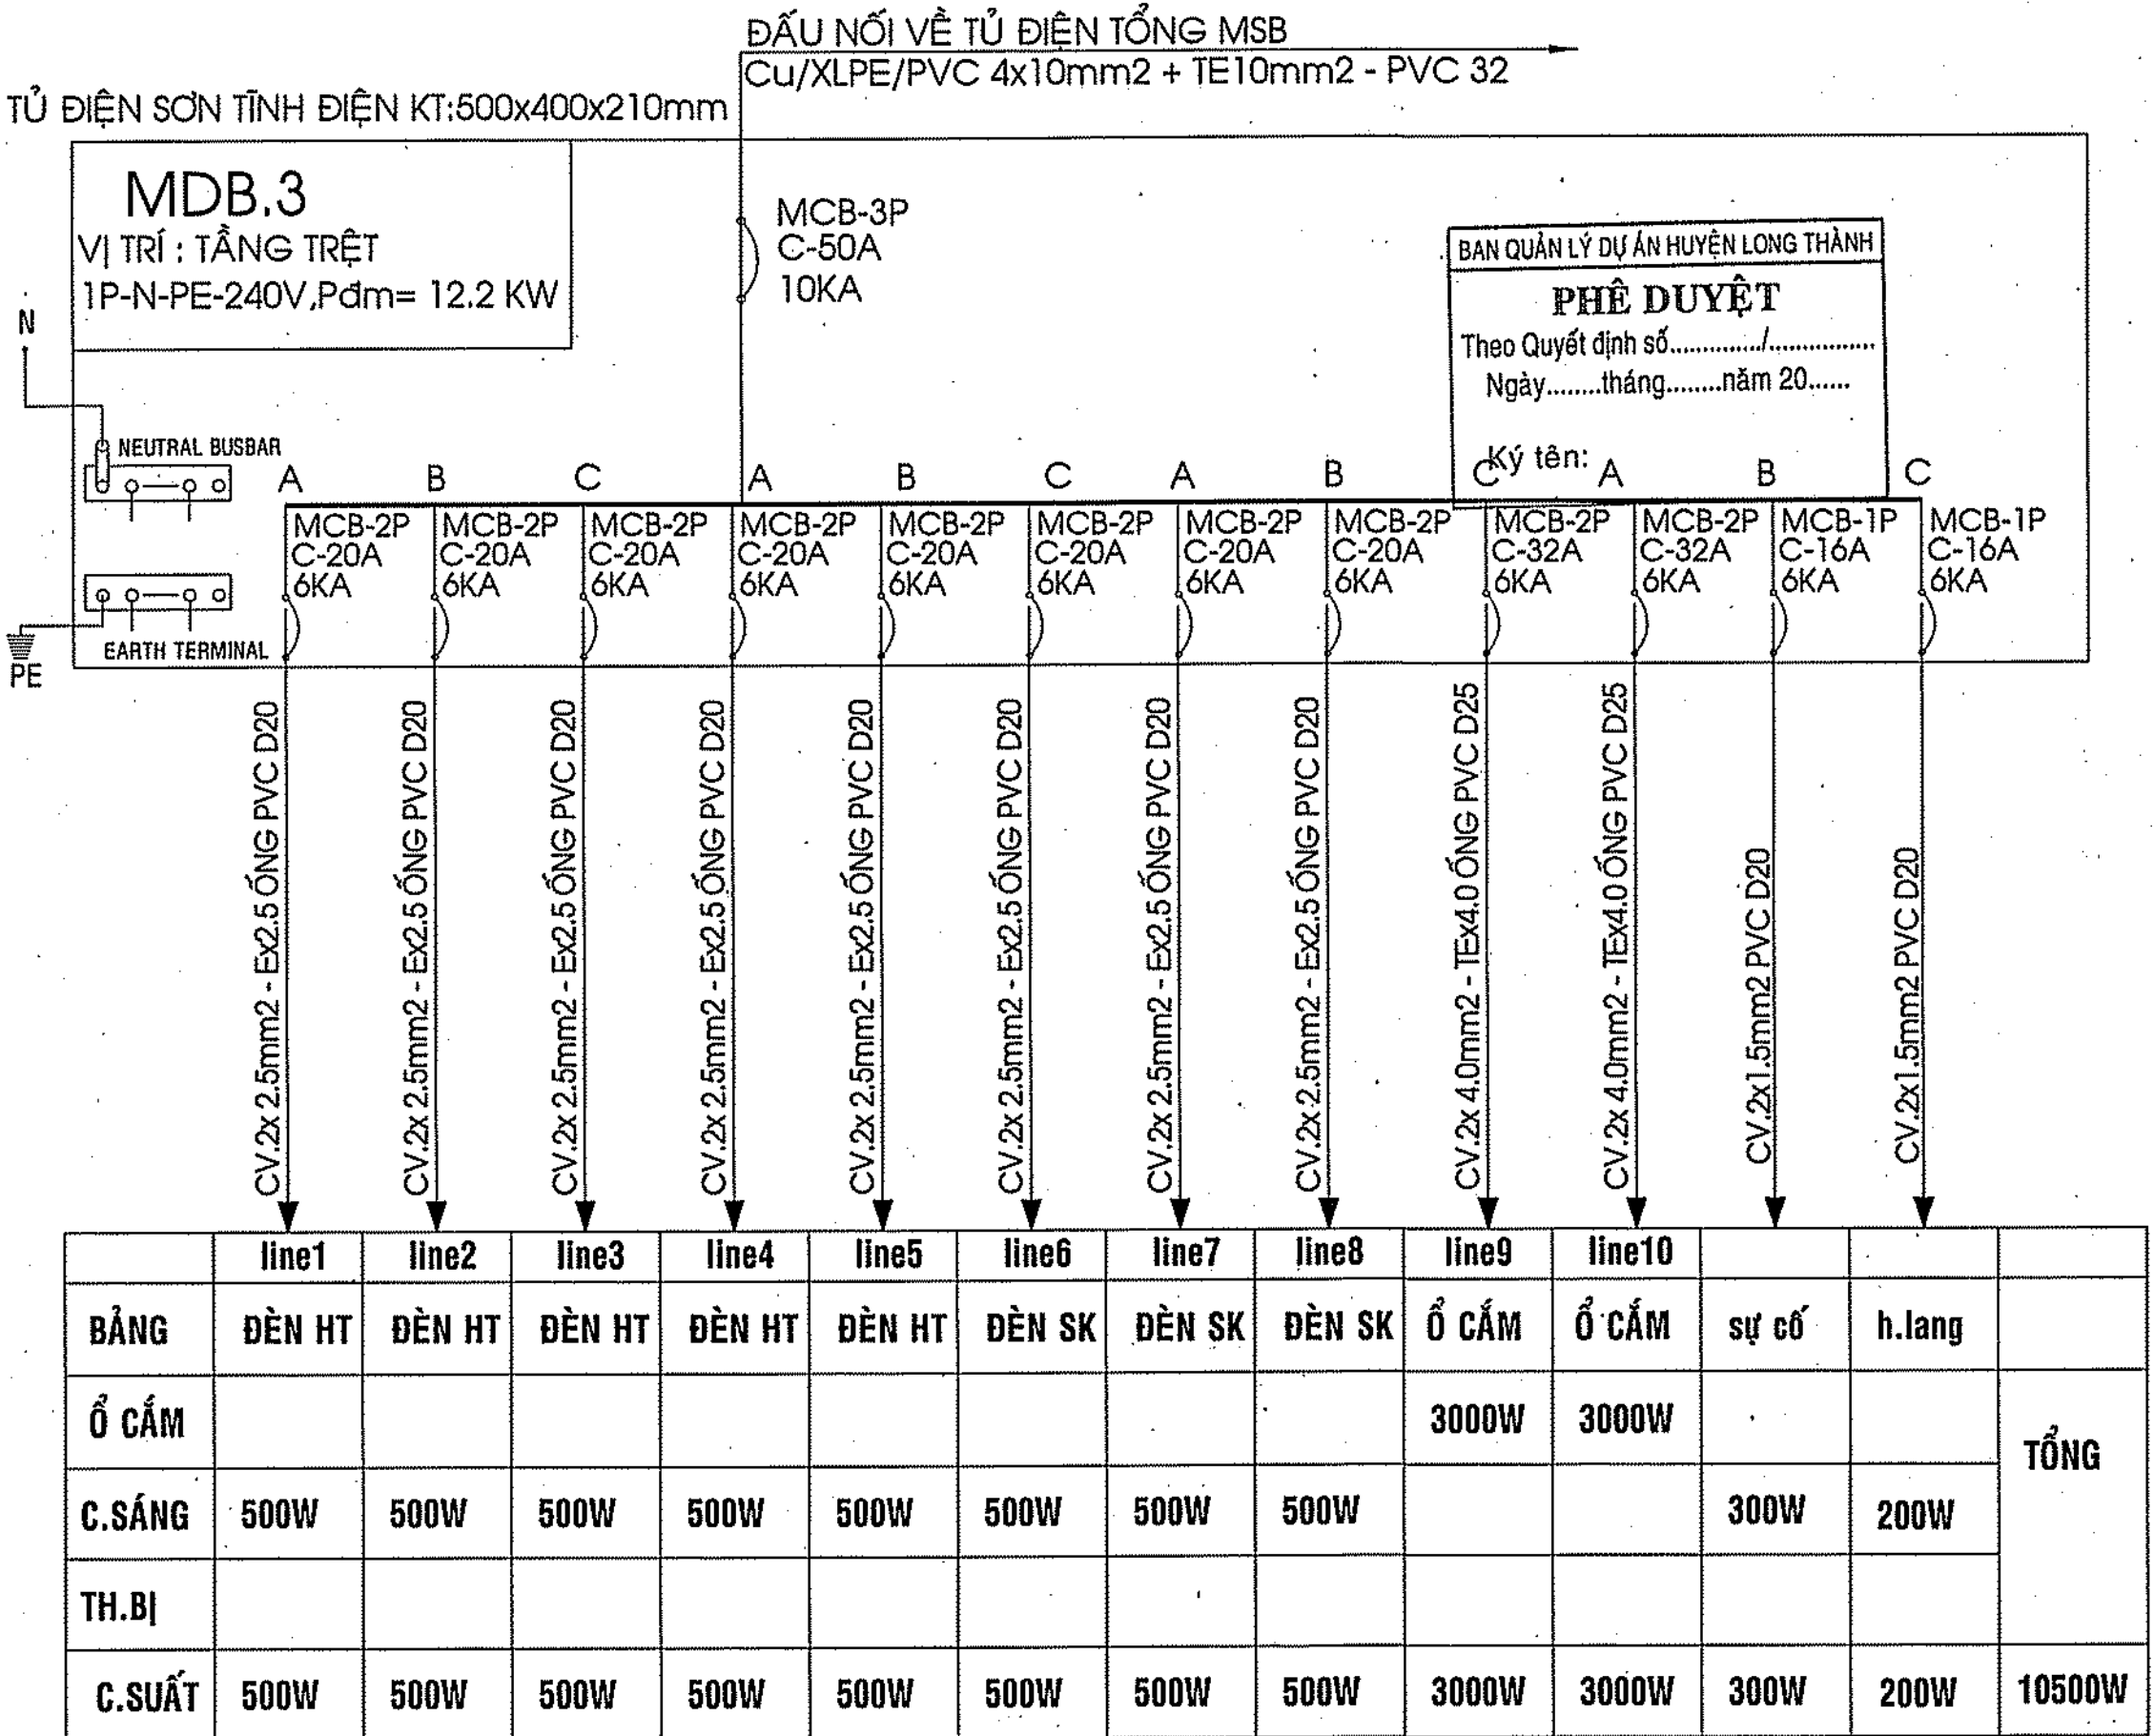 ĐẤU NỐI VỀ TỦ ĐIỆN TỔNG MSB
Cu/XLPE/PVC 4x10mm2 + TE10mm2 - PVC 32
TỦ ĐIỆN SƠN TĨNH ĐIỆN KT:500x400x210mm
MDB.3
VỊ TRÍ : TẦNG TRỆT
1P-N-PE-240V,Pđm= 12.2 KW
MCB-3P
C-50A
10KA
BAN QUẢN LÝ DỰ ÁN HUYỆN LONG THÀNH
PHÊ DUYỆT
Theo Quyết định số............../................
Ngày........tháng........năm 20......
Ký tên:
N
NEUTRAL BUSBAR
EARTH TERMINAL
PE
A B C A B C A B C A B C
MCB-2P MCB-2P MCB-2P MCB-2P MCB-2P MCB-2P MCB-2P MCB-2P MCB-2P MCB-2P MCB-1P MCB-1P
C-20A C-20A C-20A C-20A C-20A C-20A C-20A C-20A C-32A C-32A C-16A C-16A
6KA 6KA 6KA 6KA 6KA 6KA 6KA 6KA 6KA 6KA 6KA 6KA
CV.2x 2.5mm2 - Ex2.5 ỐNG PVC D20
CV.2x 2.5mm2 - Ex2.5 ỐNG PVC D20
CV.2x 2.5mm2 - Ex2.5 ỐNG PVC D20
CV.2x 2.5mm2 - Ex2.5 ỐNG PVC D20
CV.2x 2.5mm2 - Ex2.5 ỐNG PVC D20
CV.2x 2.5mm2 - Ex2.5 ỐNG PVC D20
CV.2x 2.5mm2 - Ex2.5 ỐNG PVC D20
CV.2x 2.5mm2 - Ex2.5 ỐNG PVC D20
CV.2x 4.0mm2 - TEx4.0 ỐNG PVC D25
CV.2x 4.0mm2 - TEx4.0 ỐNG PVC D25
CV.2x1.5mm2 PVC D20
CV.2x1.5mm2 PVC D20
line1 line2 line3 line4 line5 line6 line7 line8 line9 line10
BẢNG ĐÈN HT ĐÈN HT ĐÈN HT ĐÈN HT ĐÈN HT ĐÈN SK ĐÈN SK ĐÈN SK Ổ CẮM Ổ CẮM sự cố h.lang
Ổ CẮM 3000W 3000W
TỔNG
C.SÁNG 500W 500W 500W 500W 500W 500W 500W 500W 300W 200W
TH.BỊ
C.SUẤT 500W 500W 500W 500W 500W 500W 500W 500W 3000W 3000W 300W 200W 10500W